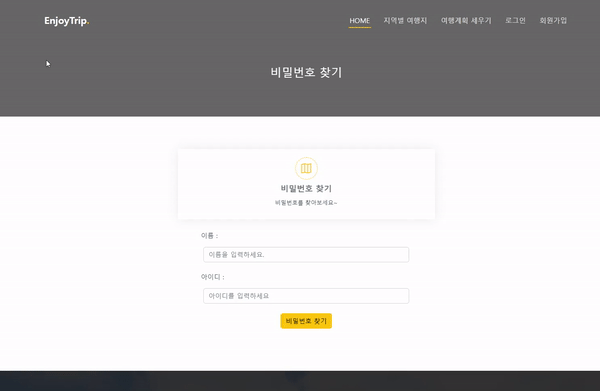 EnjoyTrip.
HOME 지역별 여행지 여행계획 세우기 로그인 회원가입
비밀번호 찾기
비밀번호 찾기
비밀번호를 찾아보세요~
이름 :
이름을 입력하세요.
아이디 :
아이디를 입력하세요
비밀번호 찾기